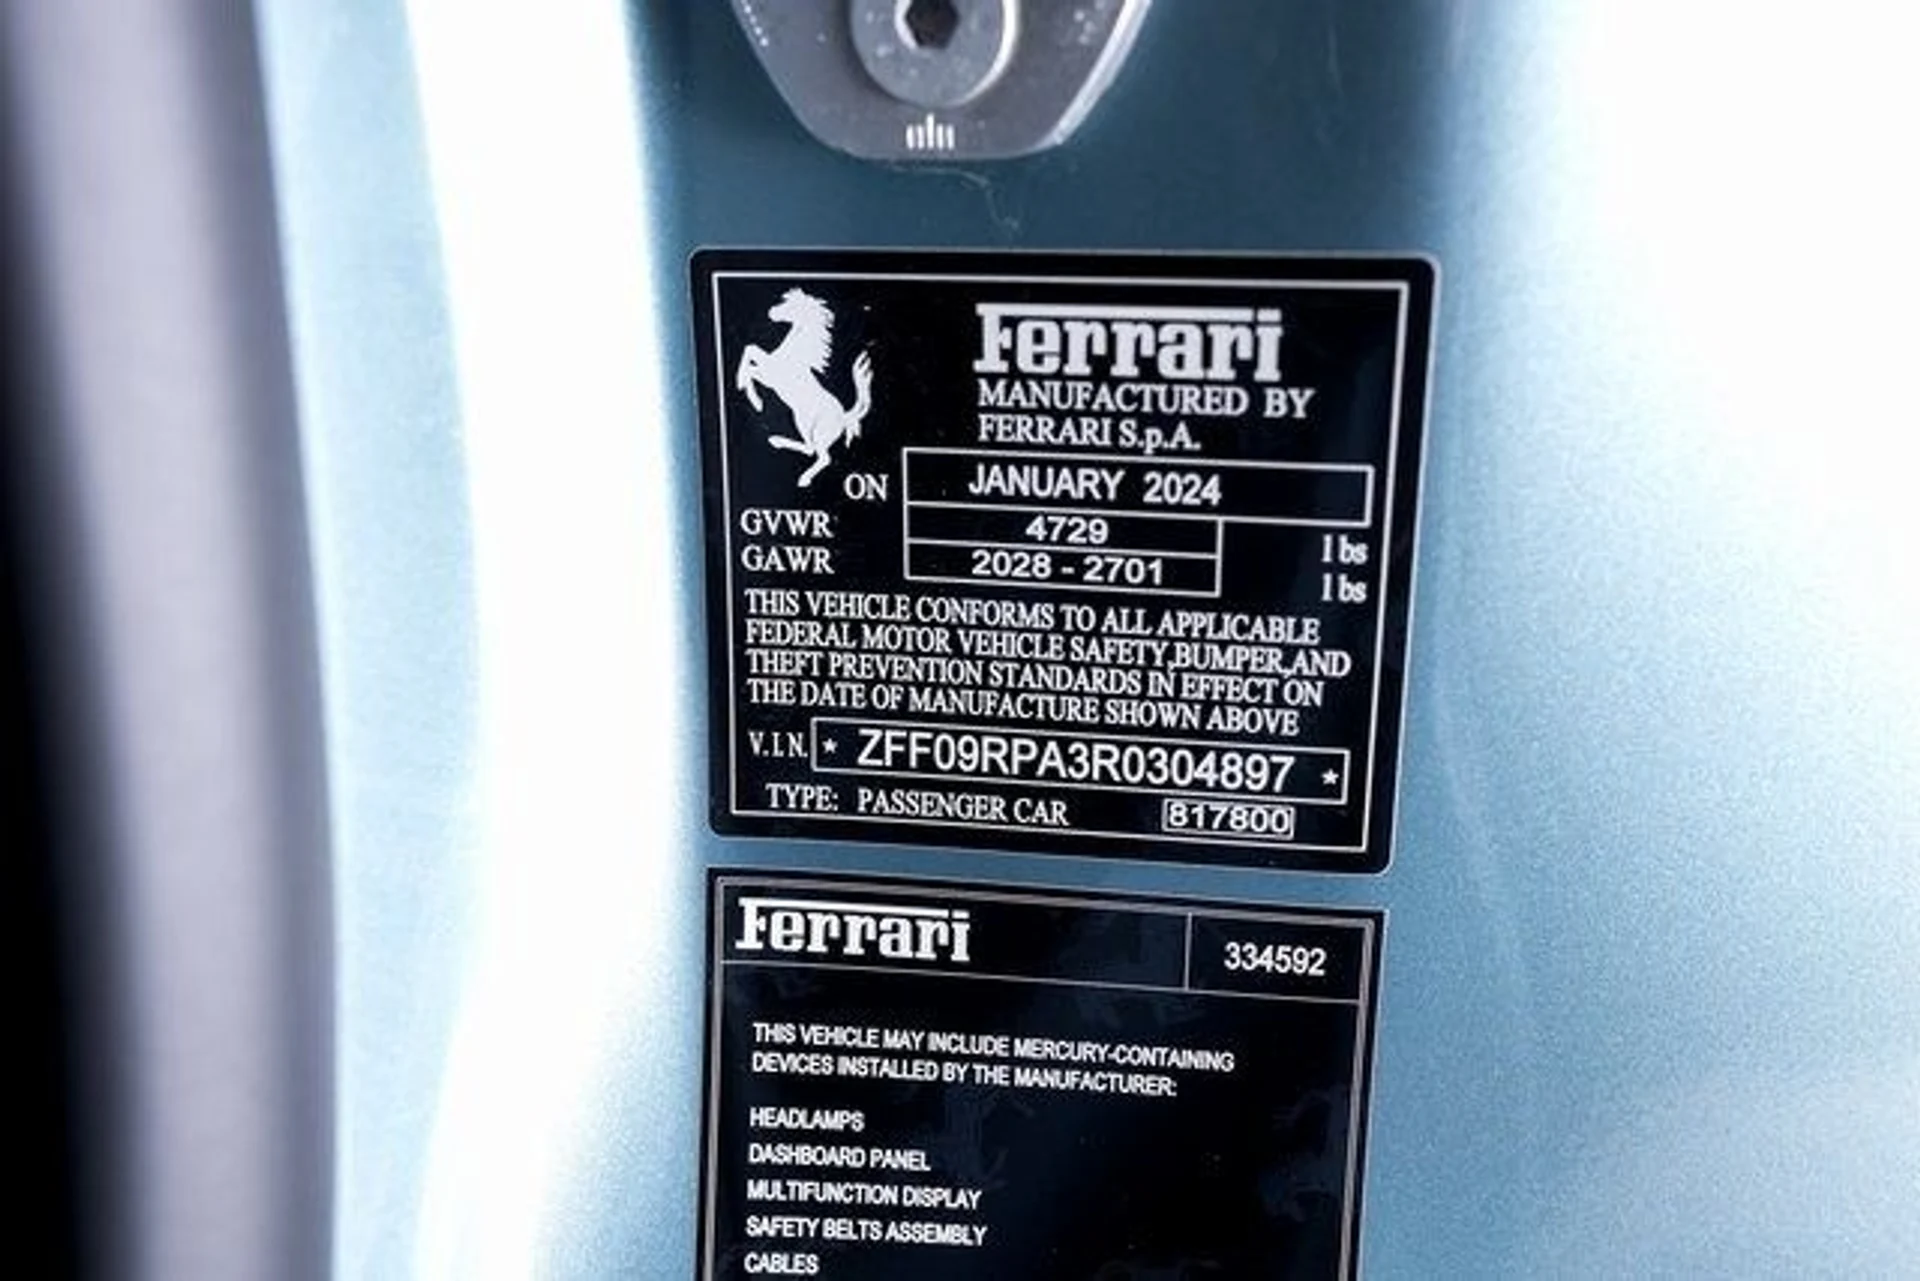 Ferrari
MANUFACTURED BY
FERRARI S.p.A.
ON JANUARY 2024
GVWR 4729 lbs
GAWR 2028 - 2701 lbs
THIS VEHICLE CONFORMS TO ALL APPLICABLE
FEDERAL MOTOR VEHICLE SAFETY,BUMPER,AND
THEFT PREVENTION STANDARDS IN EFFECT ON
THE DATE OF MANUFACTURE SHOWN ABOVE
V.I.N. * ZFF09RPA3R0304897 *
TYPE: PASSENGER CAR 817800
Ferrari 334592
THIS VEHICLE MAY INCLUDE MERCURY-CONTAINING
DEVICES INSTALLED BY THE MANUFACTURER:
HEADLAMPS
DASHBOARD PANEL
MULTIFUNCTION DISPLAY
SAFETY BELTS ASSEMBLY
CABLES